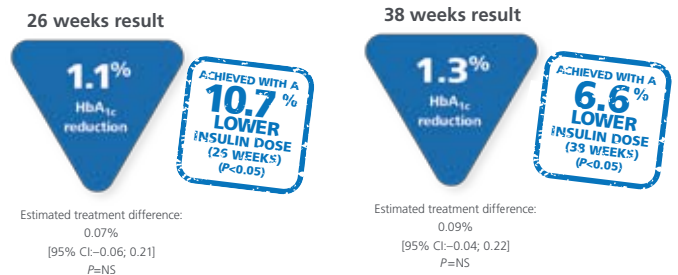 26 weeks result
1.1%
HbA1c
reduction
ACHIEVED WITH A
10.7%
LOWER
INSULIN DOSE
(26 WEEKS)
(P<0.05)
Estimated treatment difference:
0.07%
[95% CI:–0.06; 0.21]
P=NS
38 weeks result
1.3%
HbA1c
reduction
ACHIEVED WITH A
6.6%
LOWER
INSULIN DOSE
(38 WEEKS)
(P<0.05)
Estimated treatment difference:
0.09%
[95% CI:–0.04; 0.22]
P=NS